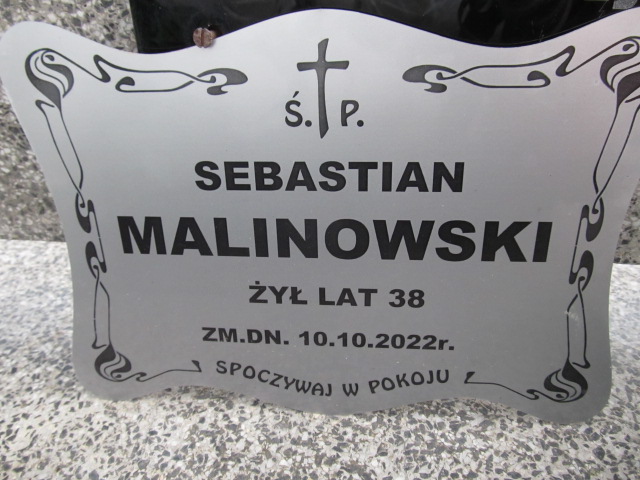 Ś. P.
SEBASTIAN
MALINOWSKI
ŻYŁ LAT 38
ZM.DN. 10.10.2022r.
SPOCZYWAJ W POKOJU